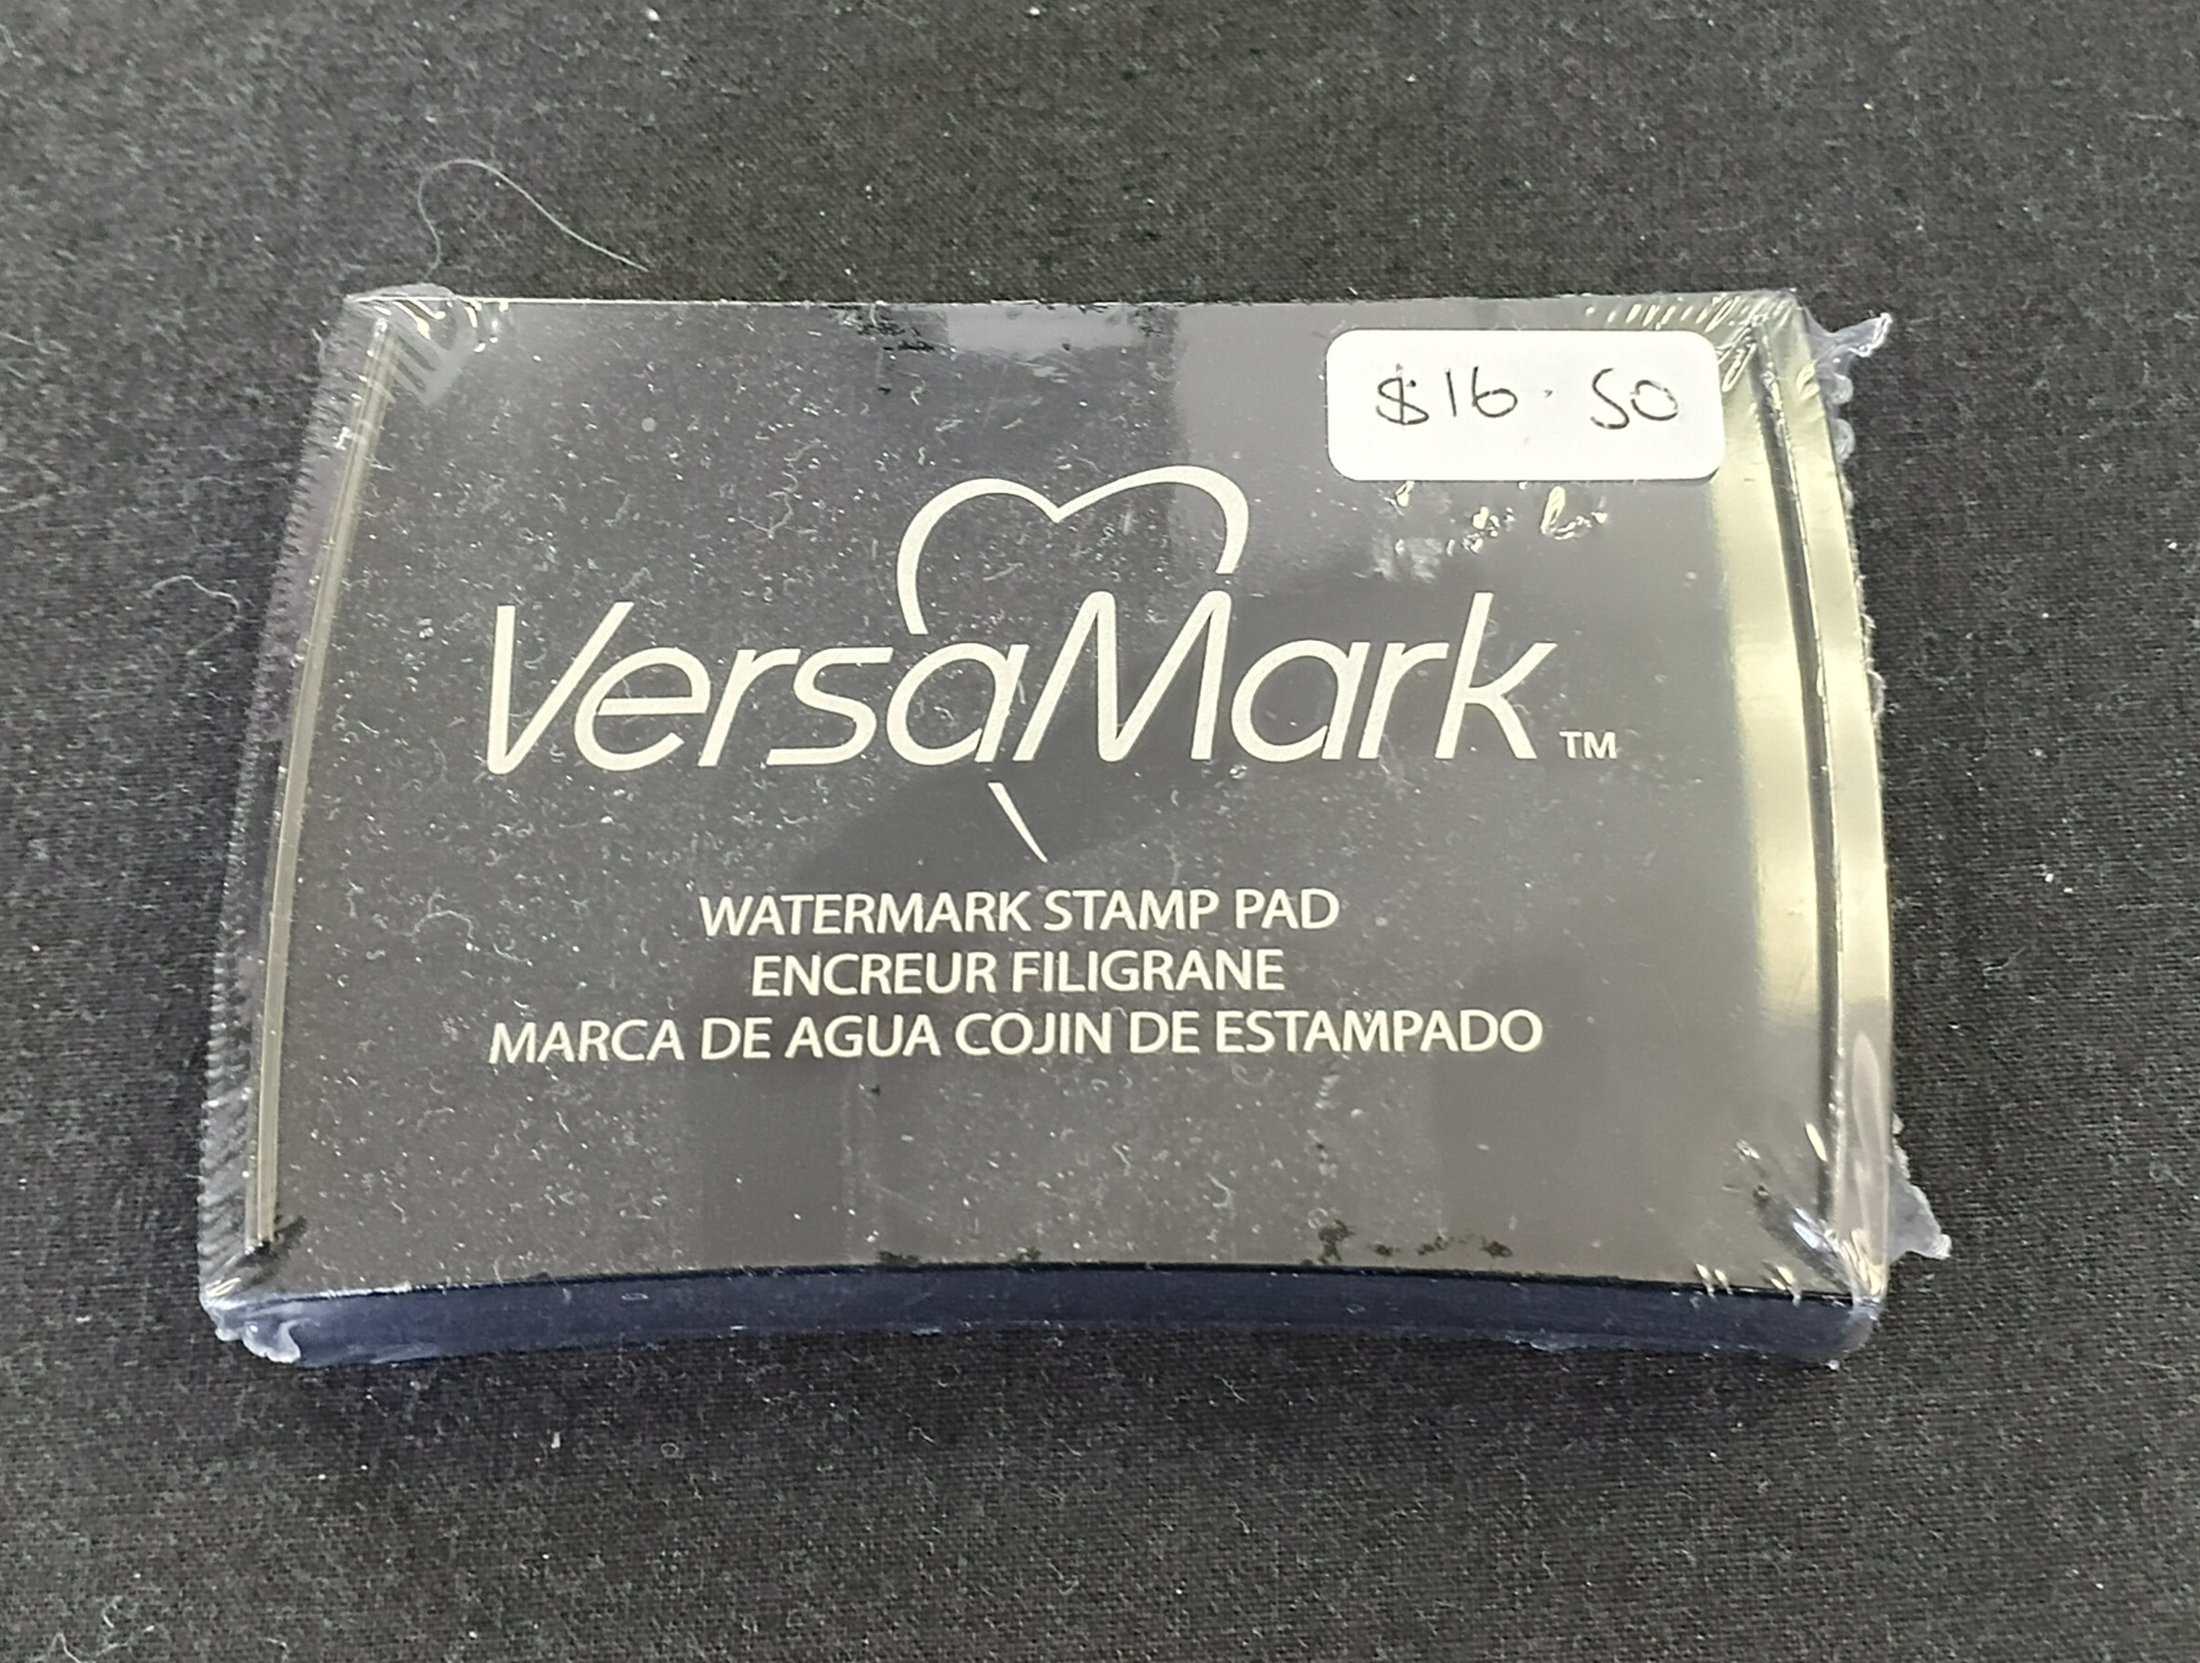 $16.50
VersaMark™
WATERMARK STAMP PAD
ENCREUR FILIGRANE
MARCA DE AGUA COJIN DE ESTAMPADO